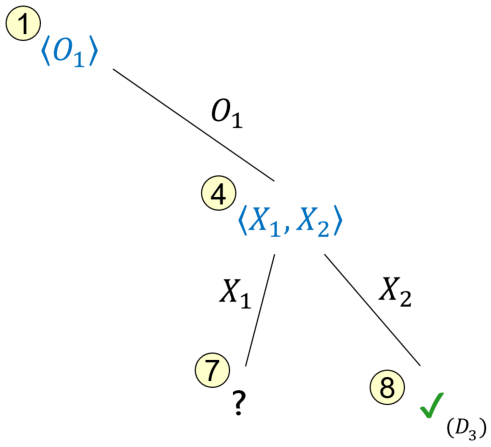 1
⟨O₁⟩
O₁
4
⟨X₁, X₂⟩
X₁
X₂
7
?
8
✓ (D₃)